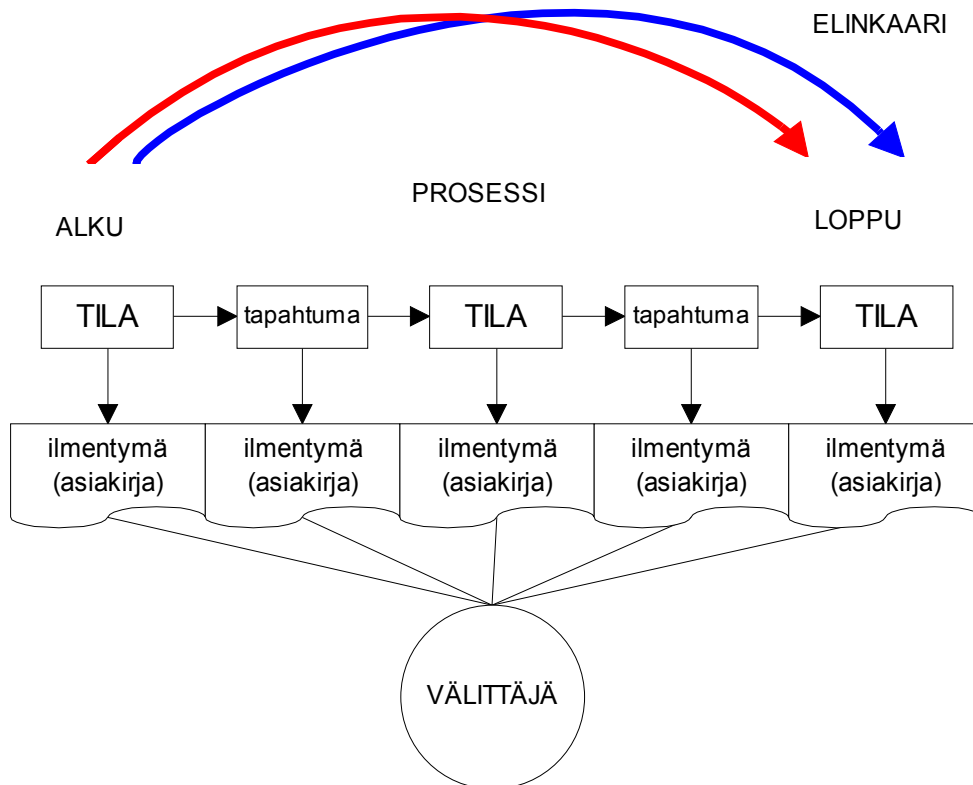 ELINKAARI
PROSESSI
ALKU
LOPPU
TILA
tapahtuma
TILA
tapahtuma
TILA
ilmentymä
(asiakirja)
ilmentymä
(asiakirja)
ilmentymä
(asiakirja)
ilmentymä
(asiakirja)
ilmentymä
(asiakirja)
VÄLITTÄJÄ